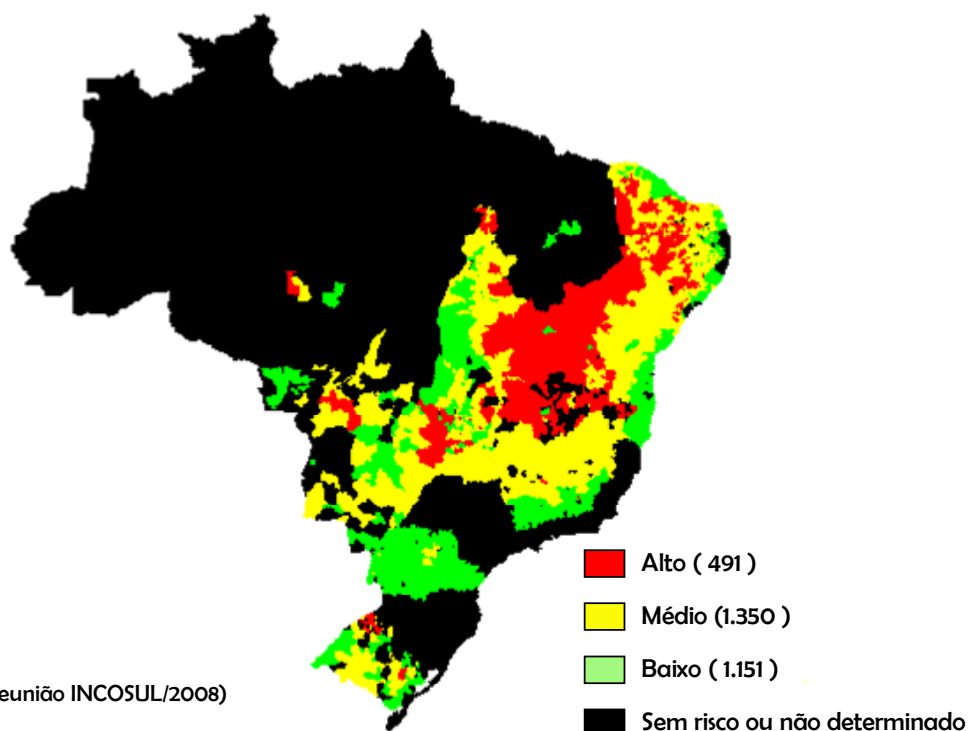 Alto ( 491 )
Médio (1.350 )
Baixo ( 1.151 )
eunião INCOSUL/2008)
Sem risco ou não determinado